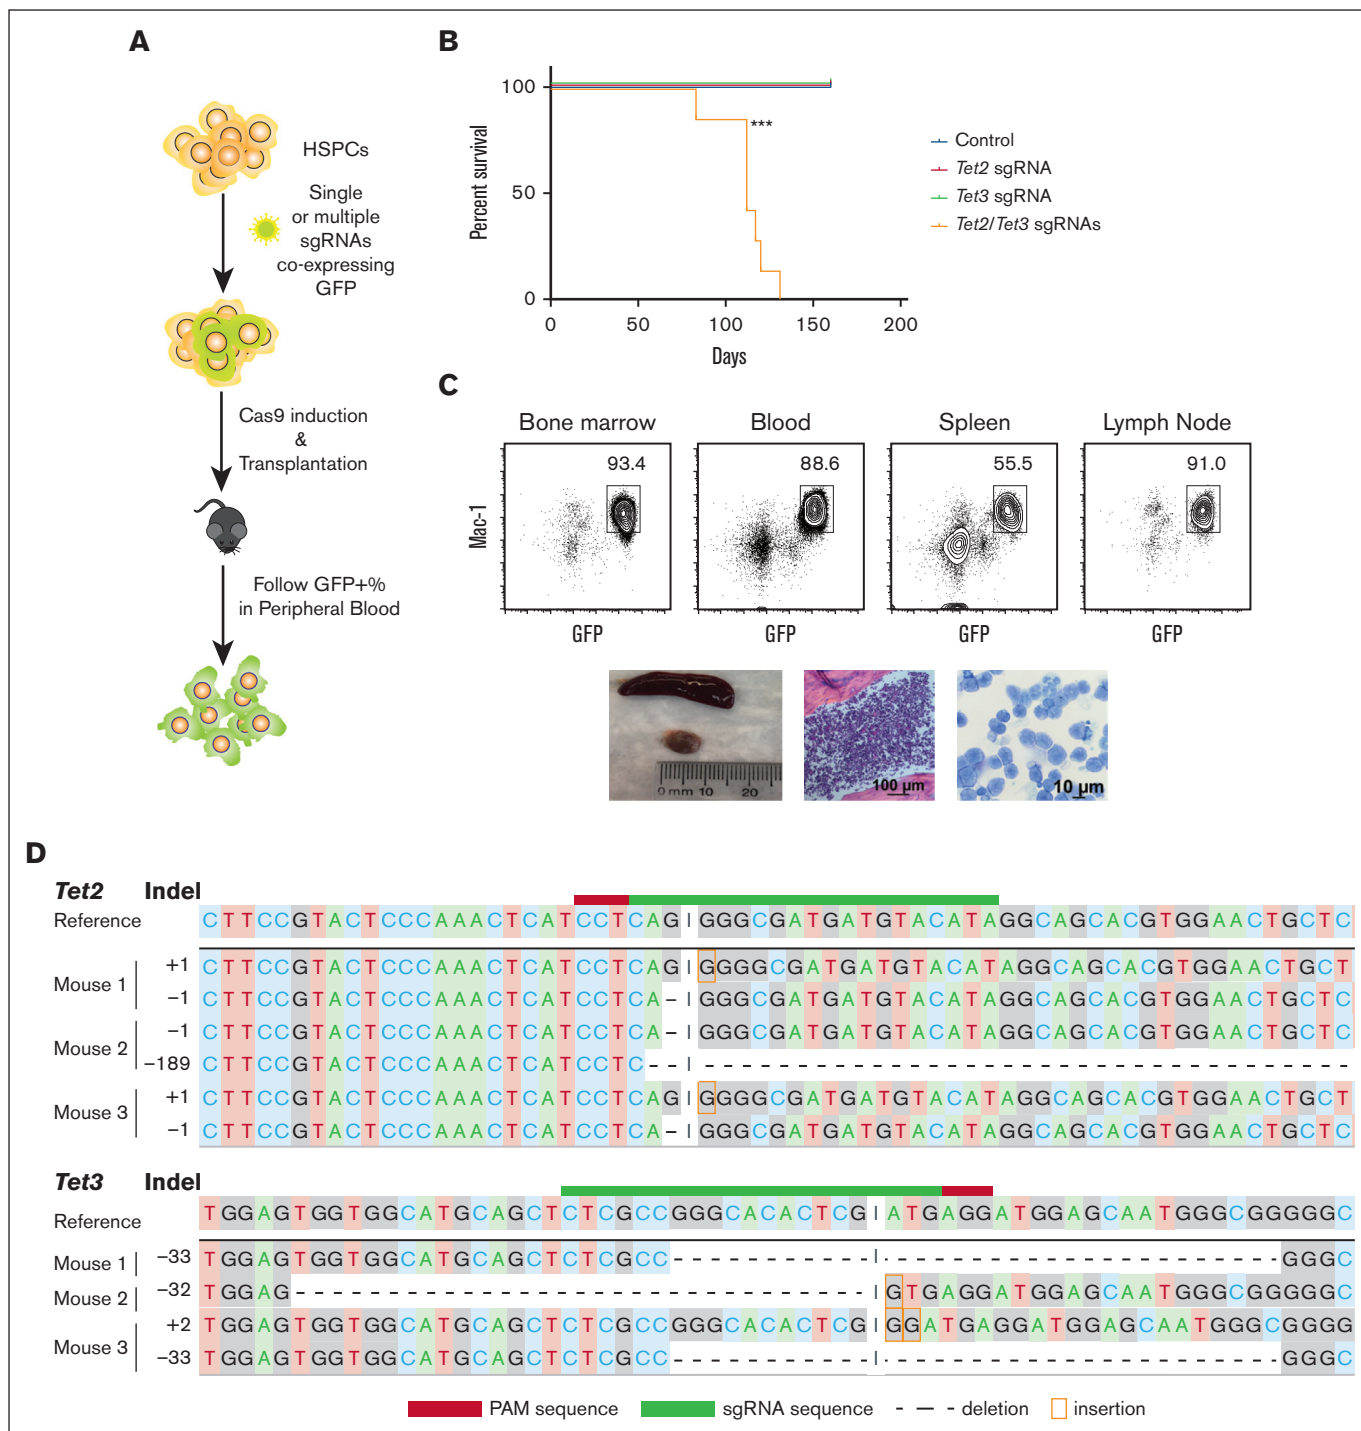 A
HSPCs
Single
or multiple
sgRNAs
co-expressing
GFP
Cas9 induction
&
Transplantation
Follow GFP+%
in Peripheral Blood
B
Percent survival
100
50
0
0 50 100 150 200
Days
***
Control
Tet2 sgRNA
Tet3 sgRNA
Tet2/Tet3 sgRNAs
C
Bone marrow Blood Spleen Lymph Node
93.4 88.6 55.5 91.0
Mac-1
GFP GFP GFP GFP
0 mm 10 20
100 µm
10 µm
D
Tet2 Indel
Reference CTTCCGTACTCCCAAACTCATCCTCAG|GGGCGATGATGTACATAGGCAGCACGTGGAACTGCTC
Mouse 1
+1 CTTCCGTACTCCCAAACTCATCCTCAG|GGGGCGATGATGTACATAGGCAGCACGTGGAACTGCT
-1 CTTCCGTACTCCCAAACTCATCCTCA-|GGGCGATGATGTACATAGGCAGCACGTGGAACTGCTC
Mouse 2
-1 CTTCCGTACTCCCAAACTCATCCTCA-|GGGCGATGATGTACATAGGCAGCACGTGGAACTGCTC
-189 CTTCCGTACTCCCAAACTCATCCTC--|-------------------------------------
Mouse 3
+1 CTTCCGTACTCCCAAACTCATCCTCAG|GGGGCGATGATGTACATAGGCAGCACGTGGAACTGCT
-1 CTTCCGTACTCCCAAACTCATCCTCA-|GGGCGATGATGTACATAGGCAGCACGTGGAACTGCTC
Tet3 Indel
Reference TGGAGTGGTGGCATGCAGCTCTCGCCGGGCACACTCG|ATGAGGATGGAGCAATGGGCGGGGGC
Mouse 1 -33 TGGAGTGGTGGCATGCAGCTCTCGCC-----------|----------------------GGGC
Mouse 2 -32 TGGAG--------------------------------|GTGAGGATGGAGCAATGGGCGGGGGC
Mouse 3
+2 TGGAGTGGTGGCATGCAGCTCTCGCCGGGCACACTCG|GGATGAGGATGGAGCAATGGGCGGGG
-33 TGGAGTGGTGGCATGCAGCTCTCGCC-----------|----------------------GGGC
PAM sequence sgRNA sequence deletion insertion